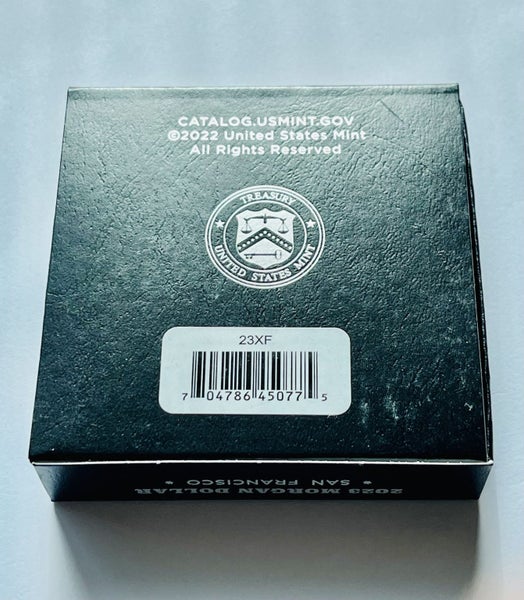 CATALOG.USMINT.GOV
©2022 United States Mint
All Rights Reserved
TREASURY
UNITED STATES MINT
23XF
7 04786 45077 5
2023 MORGAN DOLLAR
* SAN FRANCISCO *